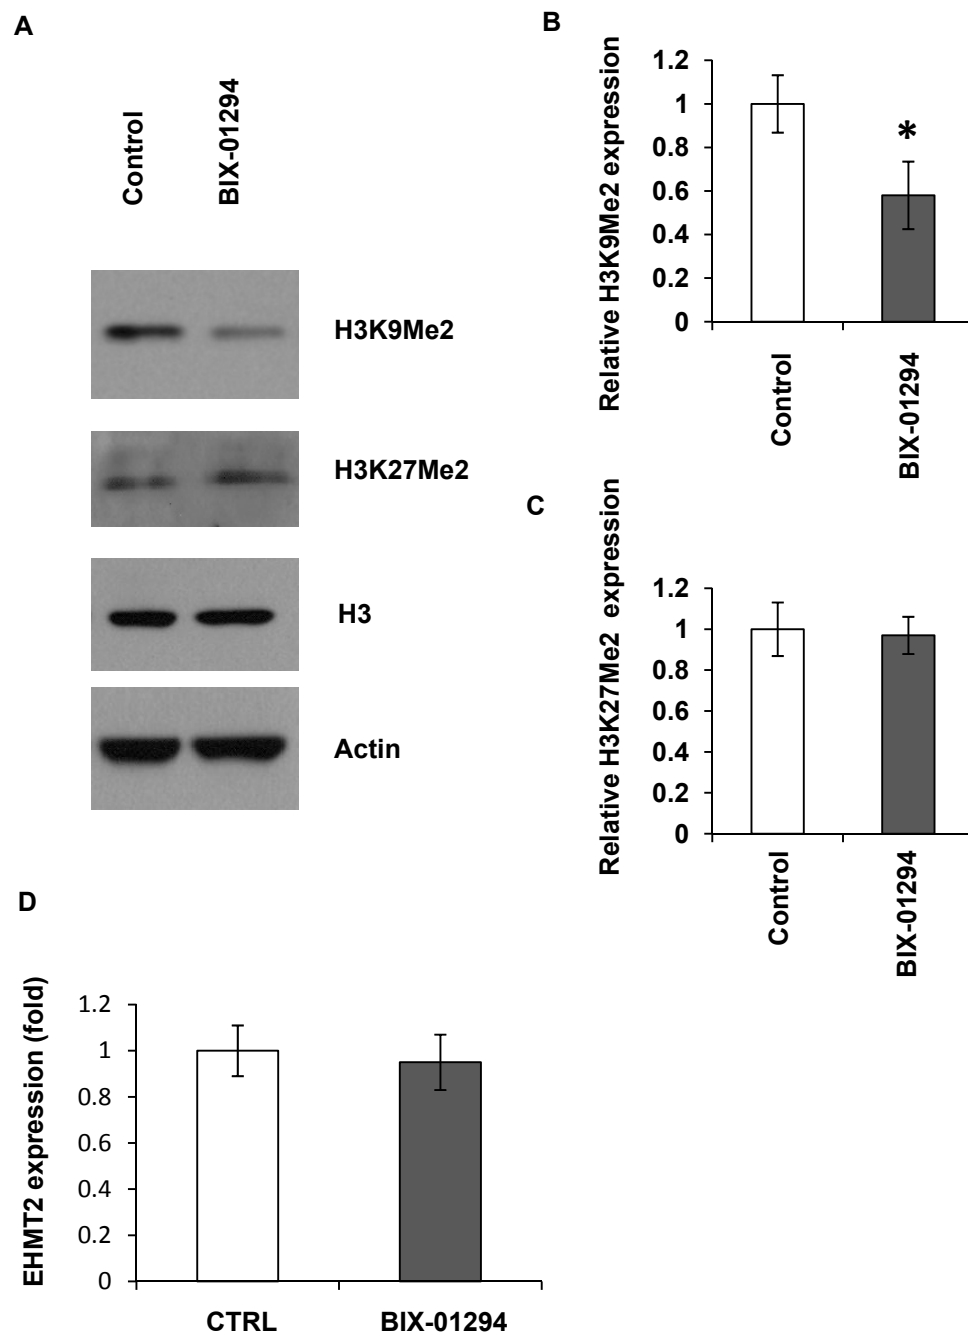 A
Control
BIX-01294
H3K9Me2
H3K27Me2
H3
Actin
B
Relative H3K9Me2 expression
1.2
1
0.8
0.6
0.4
0.2
0
*
Control
BIX-01294
C
Relative H3K27Me2 expression
1.2
1
0.8
0.6
0.4
0.2
0
Control
BIX-01294
D
EHMT2 expression (fold)
1.2
1
0.8
0.6
0.4
0.2
0
CTRL
BIX-01294